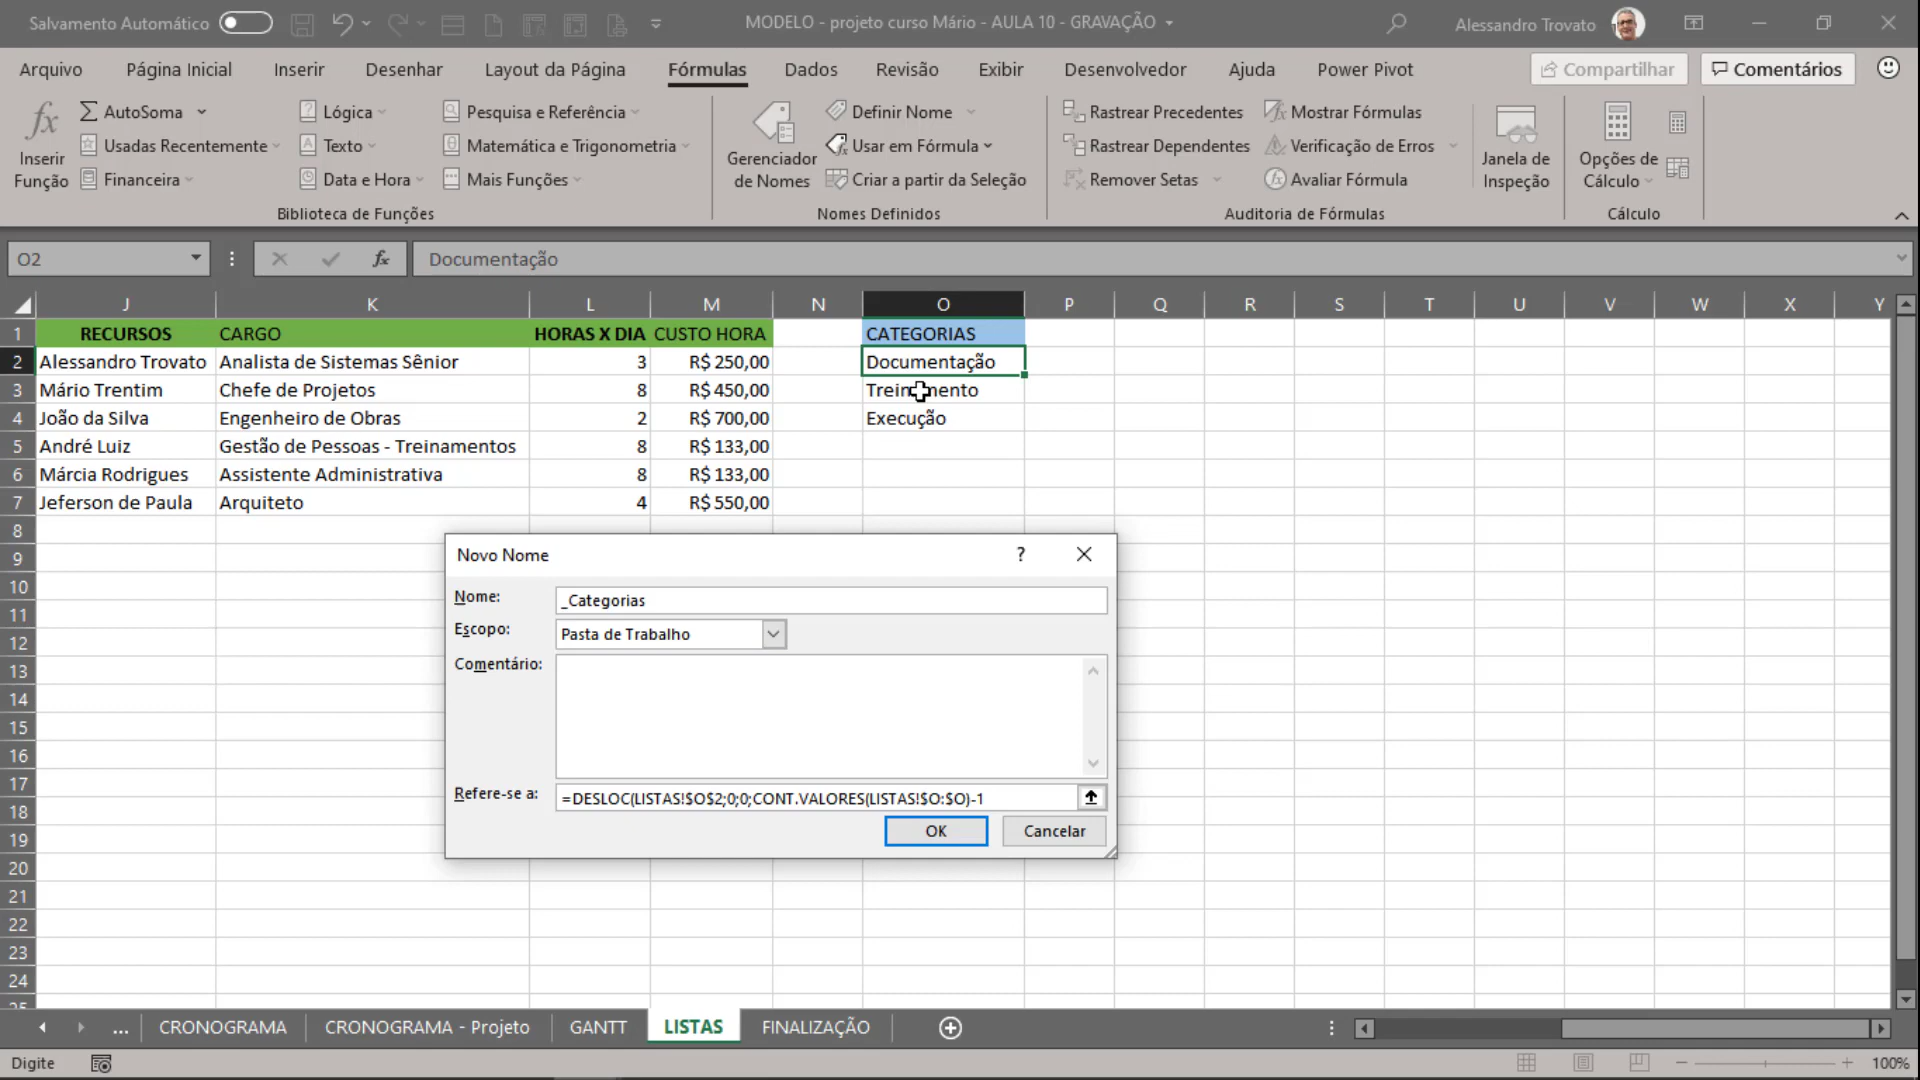 Salvamento Automático
MODELO - projeto curso Mário - AULA 10 - GRAVAÇÃO
Alessandro Trovato
Arquivo Página Inicial Inserir Desenhar Layout da Página Fórmulas Dados Revisão Exibir Desenvolvedor Ajuda Power Pivot Compartilhar Comentários
fx Inserir Função
AutoSoma
Usadas Recentemente
Financeira
Lógica
Texto
Data e Hora
Pesquisa e Referência
Matemática e Trigonometria
Mais Funções
Biblioteca de Funções
Gerenciador de Nomes
Definir Nome
Usar em Fórmula
Criar a partir da Seleção
Nomes Definidos
Rastrear Precedentes
Rastrear Dependentes
Remover Setas
Mostrar Fórmulas
Verificação de Erros
Avaliar Fórmula
Auditoria de Fórmulas
Janela de Inspeção
Opções de Cálculo
Cálculo
O2 fx Documentação
J K L M N O P Q R S T U V W X Y
1 RECURSOS CARGO HORAS X DIA CUSTO HORA CATEGORIAS
2 Alessandro Trovato Analista de Sistemas Sênior 3 R$ 250,00 Documentação
3 Mário Trentim Chefe de Projetos 8 R$ 450,00 Treinamento
4 João da Silva Engenheiro de Obras 2 R$ 700,00 Execução
5 André Luiz Gestão de Pessoas - Treinamentos 8 R$ 133,00
6 Márcia Rodrigues Assistente Administrativa 8 R$ 133,00
7 Jeferson de Paula Arquiteto 4 R$ 550,00
8
9
10
11
12
13
14
15
16
17
18
19
20
21
22
23
24
25
Novo Nome ?
Nome: _Categorias
Escopo: Pasta de Trabalho
Comentário:
Refere-se a: =DESLOC(LISTAS!$O$2;0;0;CONT.VALORES(LISTAS!$O:$O)-1
OK Cancelar
... CRONOGRAMA CRONOGRAMA - Projeto GANTT LISTAS FINALIZAÇÃO
Digite 100%